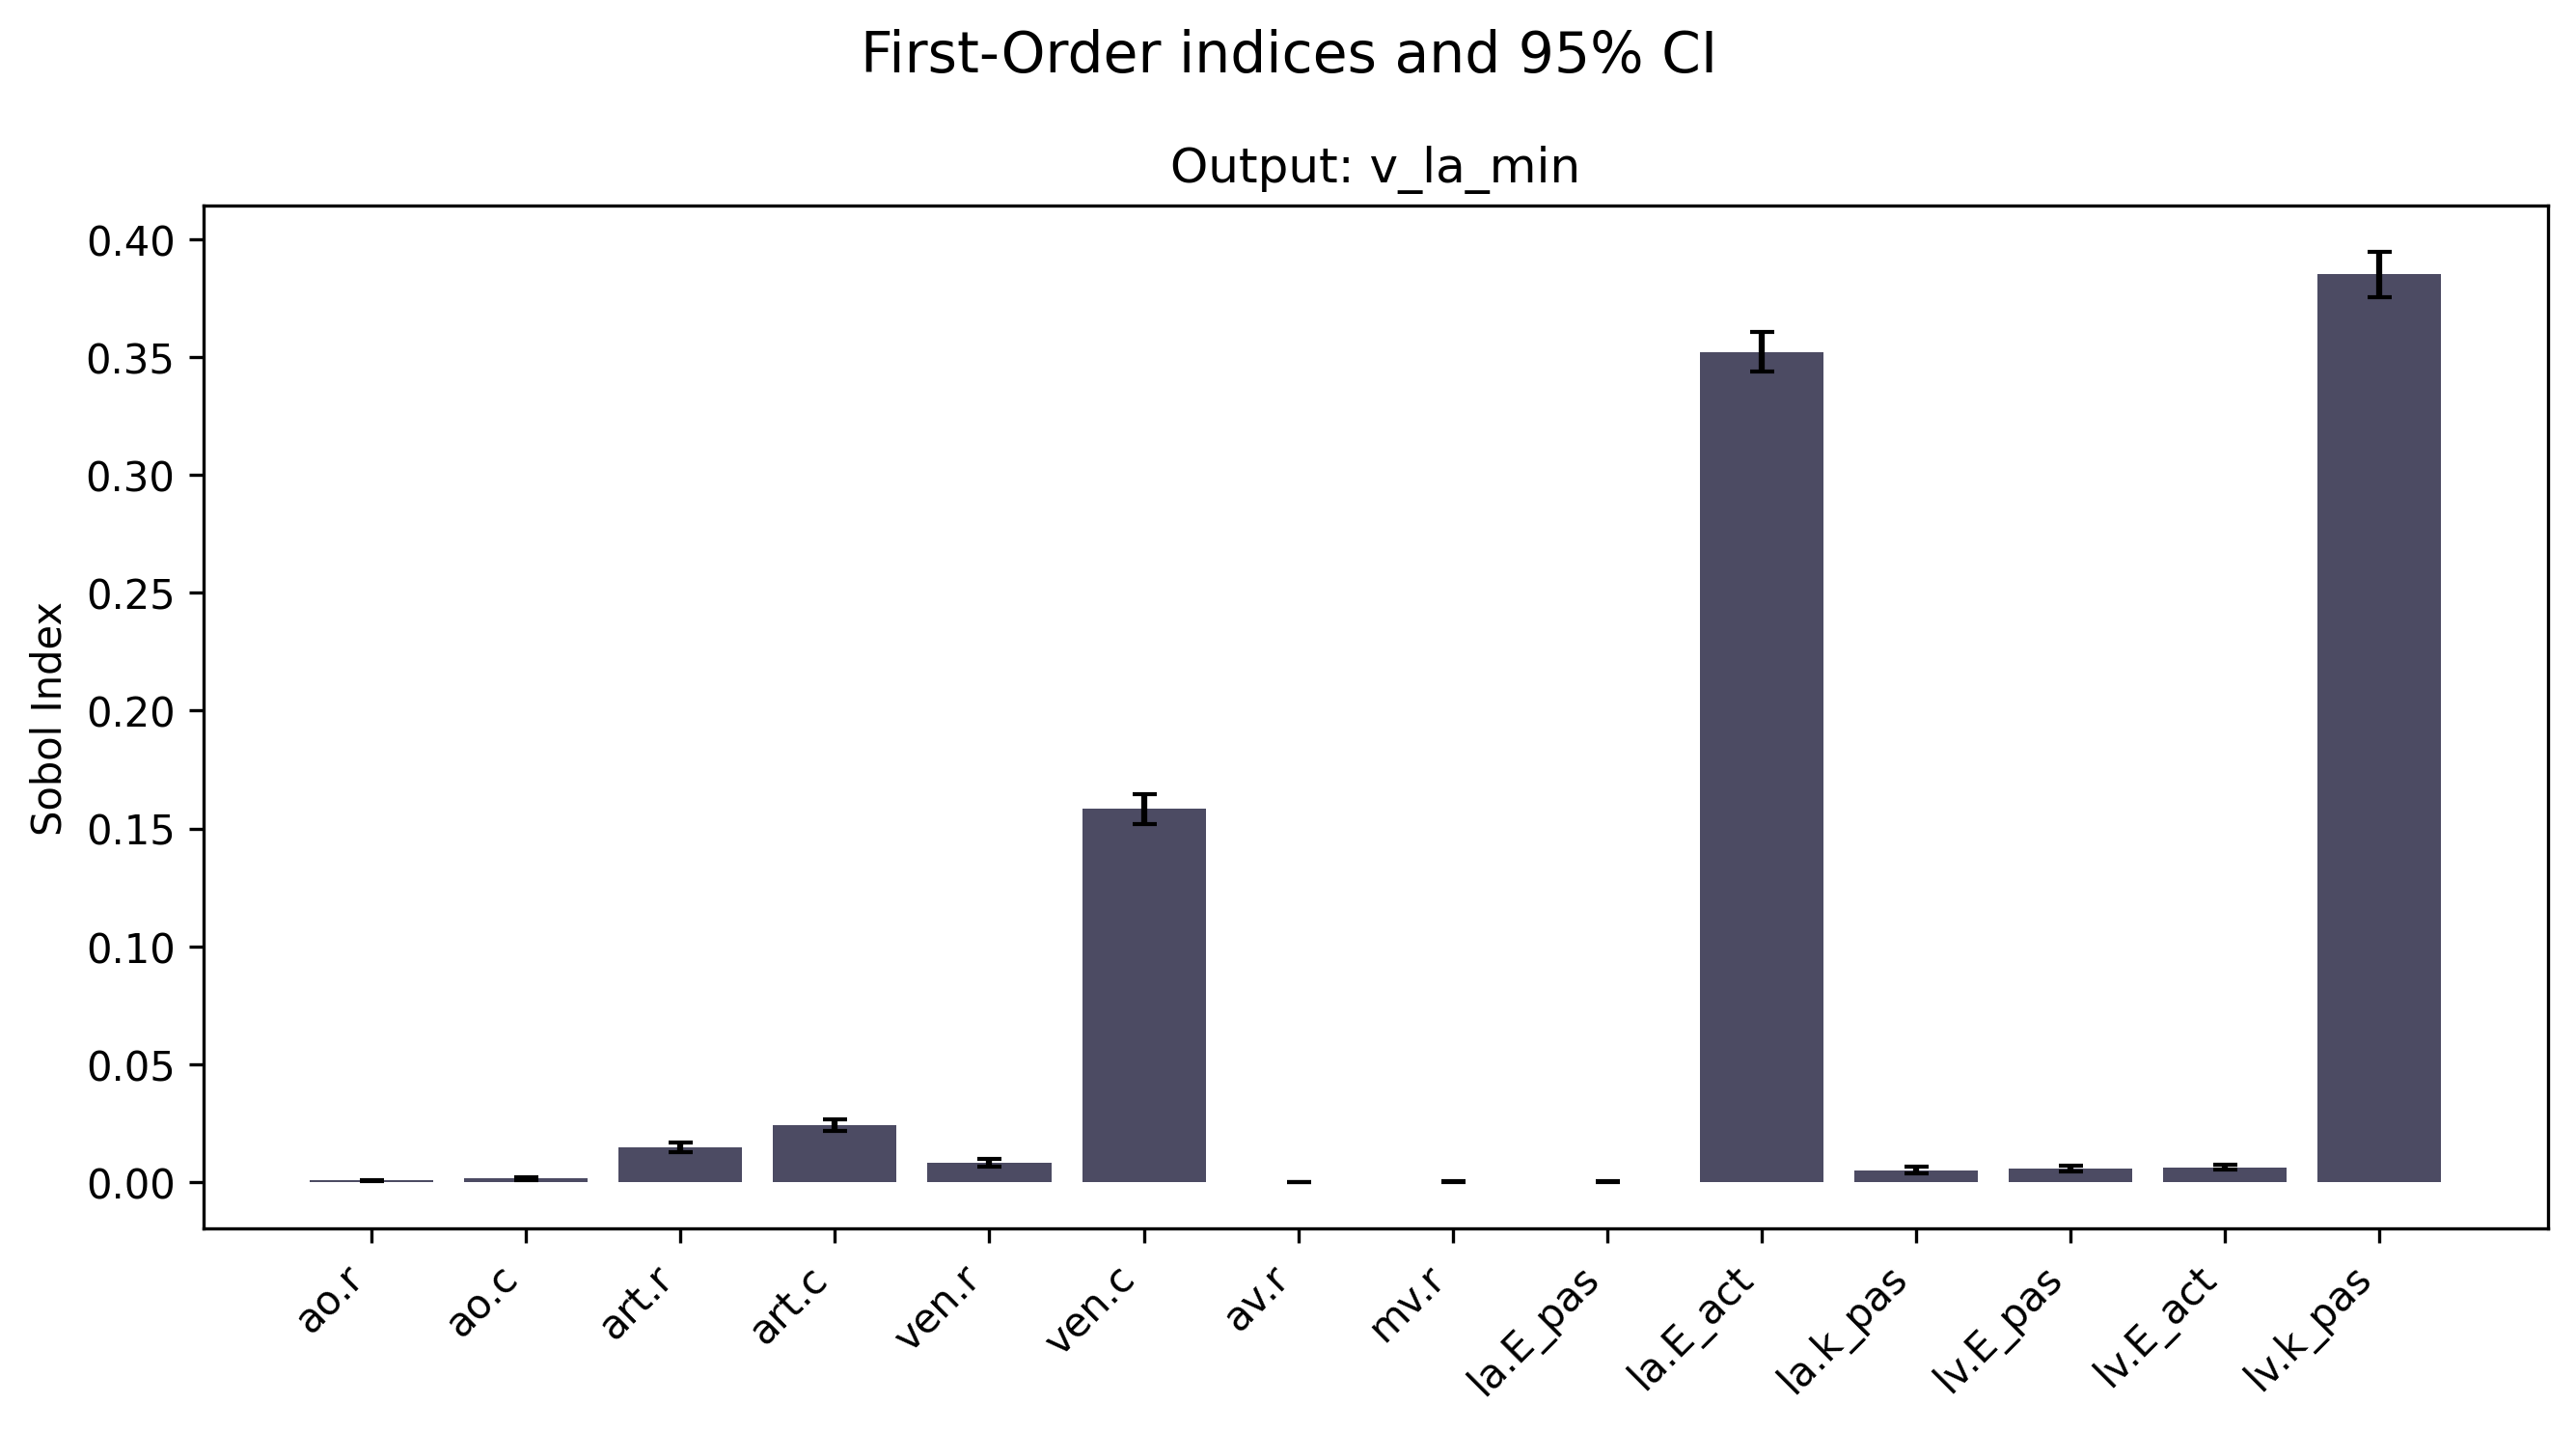 First-Order indices and 95% CI
Output: v_la_min
Sobol Index
0.40
0.35
0.30
0.25
0.20
0.15
0.10
0.05
0.00
ao.r
ao.c
art.r
art.c
ven.r
ven.c
av.r
mv.r
la.E_pas
la.E_act
la.k_pas
lv.E_pas
lv.E_act
lv.k_pas